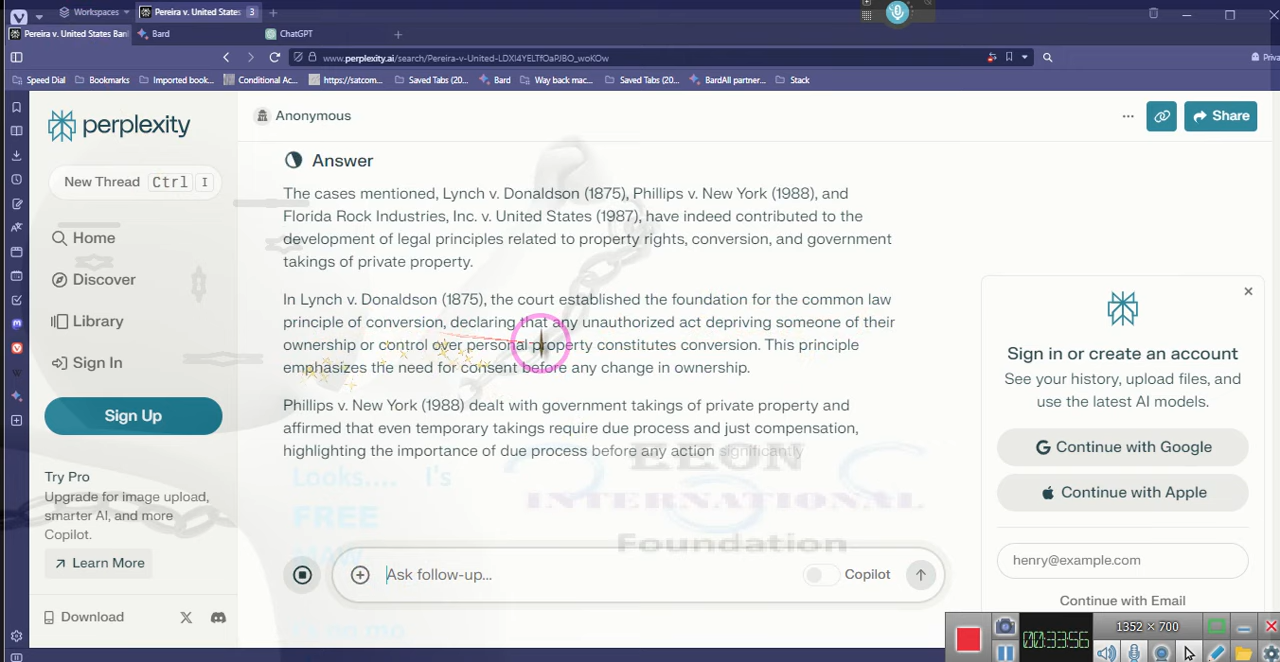 Workspaces
Pereira v. United States 3
Pereira v. United States Ban
Bard
ChatGPT
www.perplexity.ai/search/Pereira-v-United-LDXI4YELTfOaPJBO_woKOw
Priva
Speed Dial
Bookmarks
Imported book...
Conditional Ac...
https://satcom...
Saved Tabs (20...
Bard
Way back mac...
Saved Tabs (20...
BardAll partner...
Stack
perplexity
Anonymous
Share
New Thread Ctrl I
Home
Discover
Library
Sign In
Sign Up
Try Pro
Upgrade for image upload,
smarter AI, and more
Copilot.
Learn More
Download
Answer
The cases mentioned, Lynch v. Donaldson (1875), Phillips v. New York (1988), and
Florida Rock Industries, Inc. v. United States (1987), have indeed contributed to the
development of legal principles related to property rights, conversion, and government
takings of private property.
In Lynch v. Donaldson (1875), the court established the foundation for the common law
principle of conversion, declaring that any unauthorized act depriving someone of their
ownership or control over personal property constitutes conversion. This principle
emphasizes the need for consent before any change in ownership.
Phillips v. New York (1988) dealt with government takings of private property and
affirmed that even temporary takings require due process and just compensation,
highlighting the importance of due process before any action significantly
Looks.... I's
FREE
MAN
EEON
INTERNATIONAL
Foundation
Ask follow-up...
Copilot
Sign in or create an account
See your history, upload files, and
use the latest AI models.
Continue with Google
Continue with Apple
henry@example.com
Continue with Email
1352 × 700
00:33:56